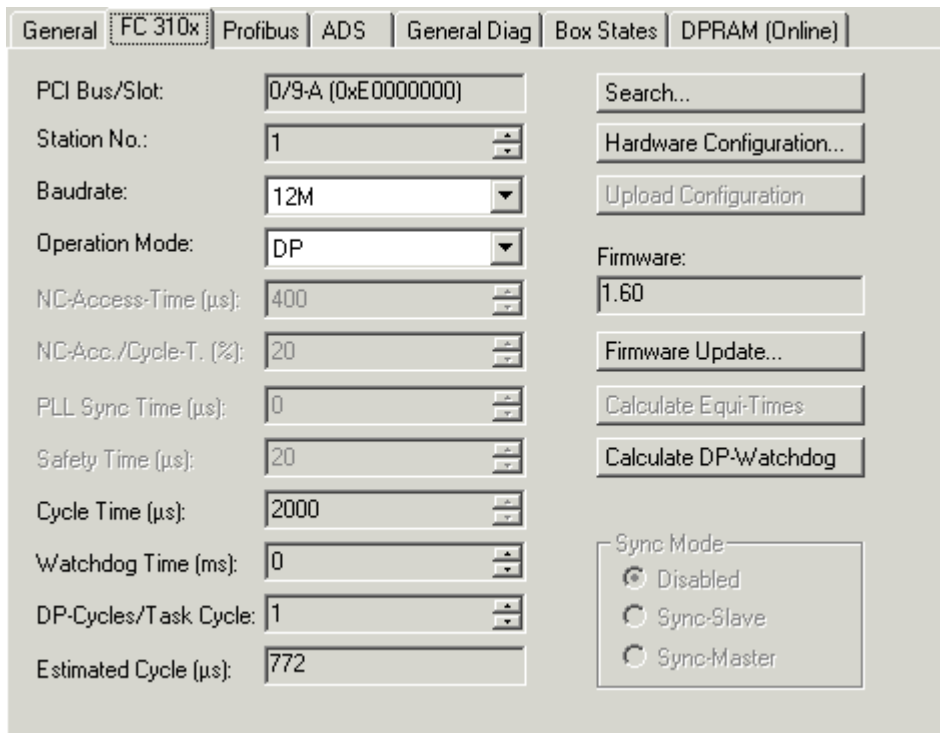 General FC 310x Profibus ADS General Diag Box States DPRAM (Online)
PCI Bus/Slot: 0/9-A (0xE0000000) Search...
Station No.: 1 Hardware Configuration...
Baudrate: 12M Upload Configuration
Operation Mode: DP Firmware:
NC-Access-Time (µs): 400 1.60
NC-Acc./Cycle-T. (%): 20 Firmware Update...
PLL Sync Time (µs): 0 Calculate Equi-Times
Safety Time (µs): 20 Calculate DP-Watchdog
Cycle Time (µs): 2000
Watchdog Time (ms): 0 Sync Mode
Disabled
DP-Cycles/Task Cycle: 1 Sync-Slave
Estimated Cycle (µs): 772 Sync-Master